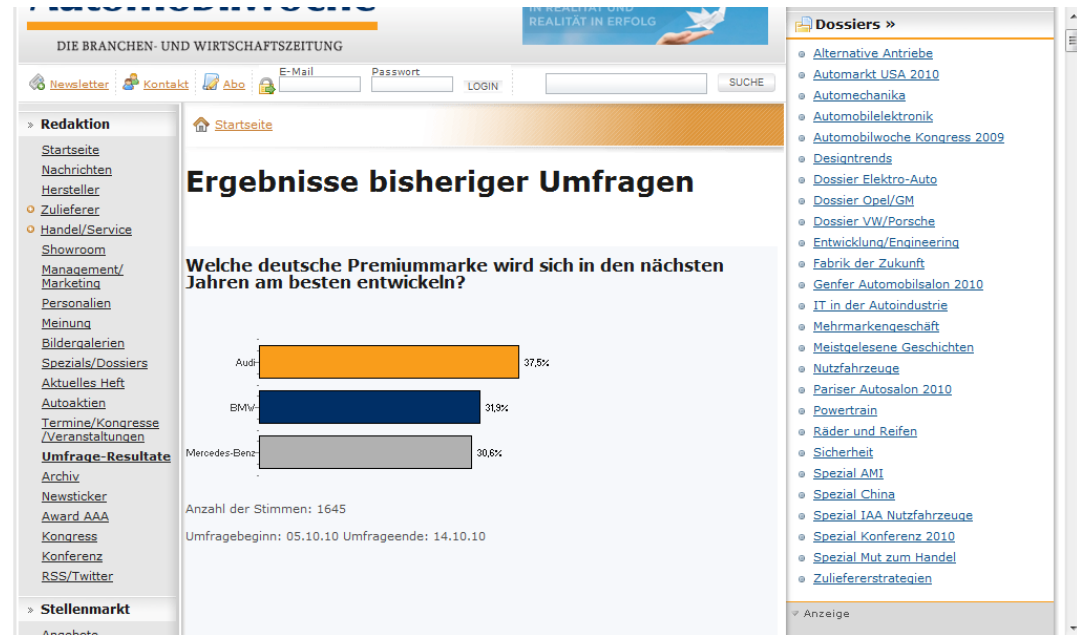 Automobilwoche
DIE BRANCHEN- UND WIRTSCHAFTSZEITUNG
IN REALITÄT UND
REALITÄT IN ERFOLG
Newsletter Kontakt Abo E-Mail Passwort LOGIN SUCHE
» Redaktion
Startseite
Nachrichten
Hersteller
Zulieferer
Handel/Service
Showroom
Management/
Marketing
Personalien
Meinung
Bildergalerien
Spezials/Dossiers
Aktuelles Heft
Autoaktien
Termine/Kongresse
/Veranstaltungen
Umfrage-Resultate
Archiv
Newsticker
Award AAA
Kongress
Konferenz
RSS/Twitter
» Stellenmarkt
Angebote
Startseite
Ergebnisse bisheriger Umfragen
Welche deutsche Premiummarke wird sich in den nächsten
Jahren am besten entwickeln?
Audi 37,5%
BMW 31,9%
Mercedes-Benz 30,6%
Anzahl der Stimmen: 1645
Umfragebeginn: 05.10.10 Umfrageende: 14.10.10
Dossiers »
Alternative Antriebe
Automarkt USA 2010
Automechanika
Automobilelektronik
Automobilwoche Kongress 2009
Designtrends
Dossier Elektro-Auto
Dossier Opel/GM
Dossier VW/Porsche
Entwicklung/Engineering
Fabrik der Zukunft
Genfer Automobilsalon 2010
IT in der Autoindustrie
Mehrmarkengeschäft
Meistgelesene Geschichten
Nutzfahrzeuge
Pariser Autosalon 2010
Powertrain
Räder und Reifen
Sicherheit
Spezial AMI
Spezial China
Spezial IAA Nutzfahrzeuge
Spezial Konferenz 2010
Spezial Mut zum Handel
Zuliefererstrategien
Anzeige